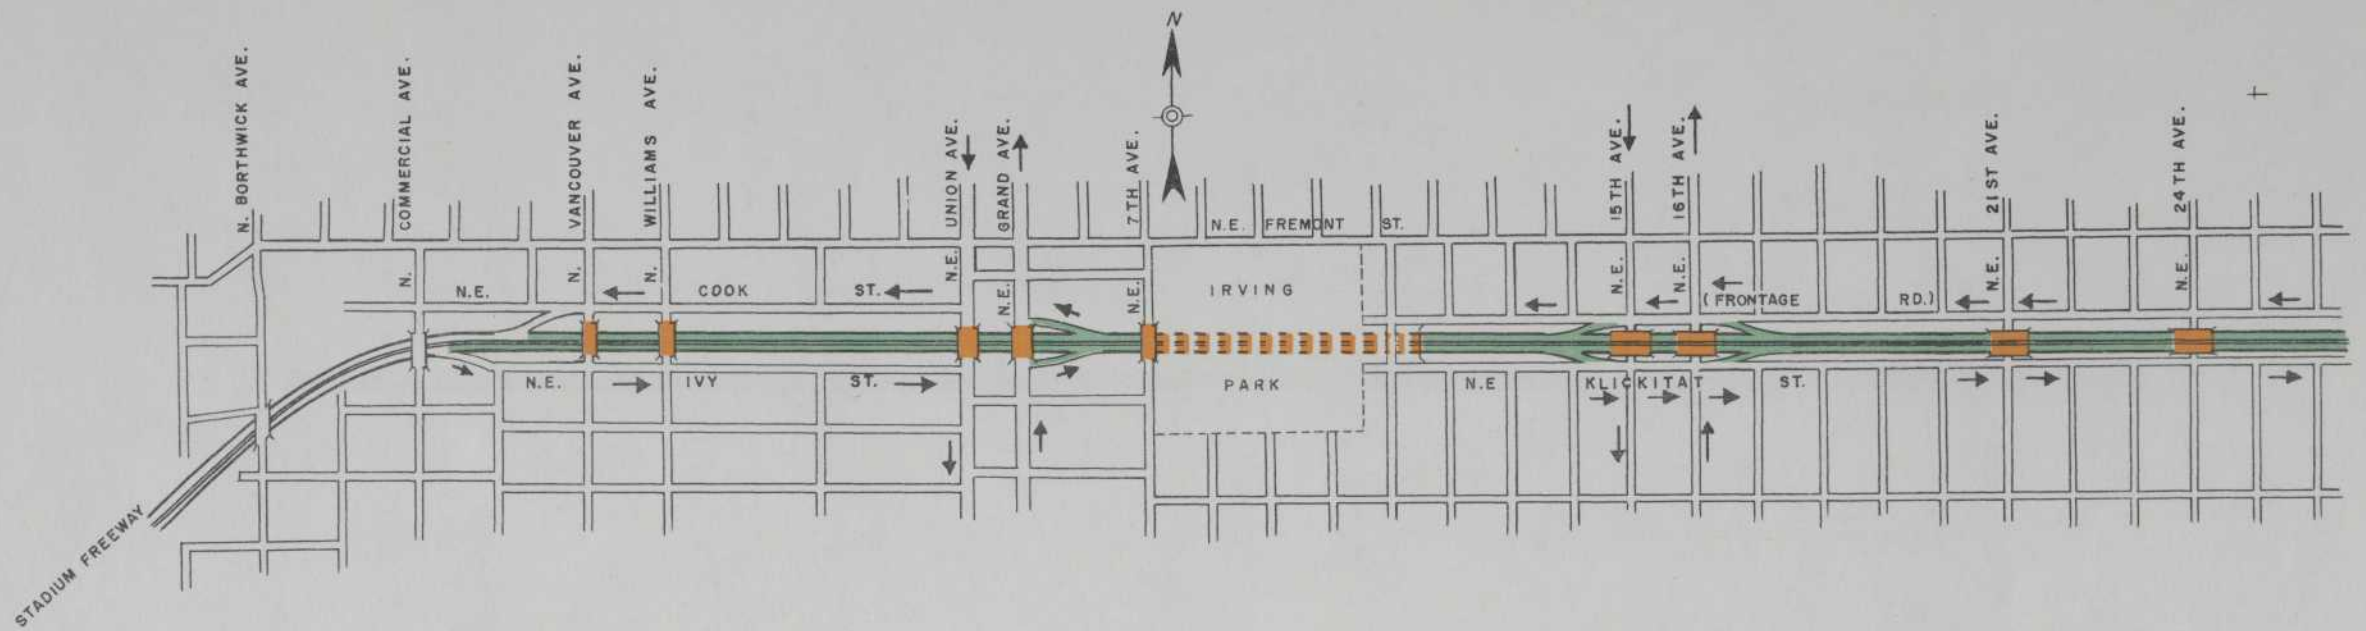 N
N. BORTHWICK AVE.
N. COMMERCIAL AVE.
N. VANCOUVER AVE.
N. WILLIAMS AVE.
N.E. UNION AVE.
N.E. GRAND AVE.
N.E. 7TH AVE.
N.E. 15TH AVE.
N.E. 16TH AVE.
N.E. 21ST AVE.
N.E. 24TH AVE.
N.E. FREMONT ST.
N.E. COOK ST.
IRVING
PARK
(FRONTAGE RD.)
N.E. IVY ST.
N.E KLICKITAT ST.
STADIUM FREEWAY